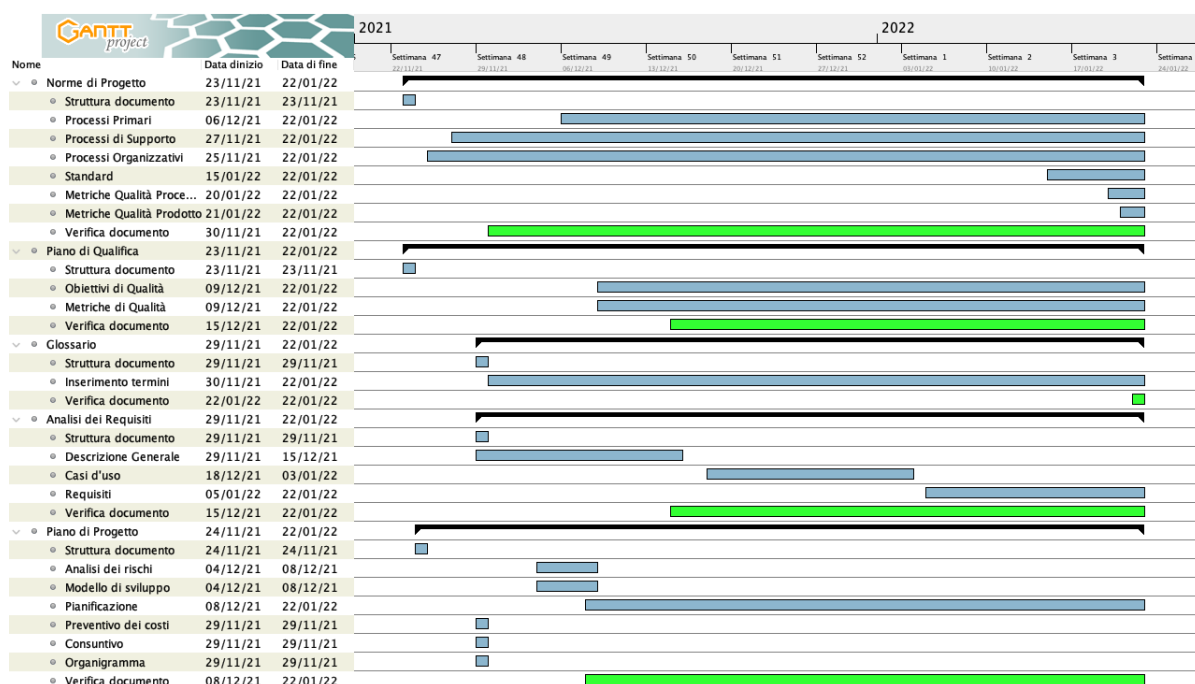 GANTT project
2021 2022
Nome Data dinizio Data di fine
Settimana 47 Settimana 48 Settimana 49 Settimana 50 Settimana 51 Settimana 52 Settimana 1 Settimana 2 Settimana 3 Settimana
22/11/21 29/11/21 06/12/21 13/12/21 20/12/21 27/12/21 03/01/22 10/01/22 17/01/22 24/01/22
Norme di Progetto 23/11/21 22/01/22
Struttura documento 23/11/21 23/11/21
Processi Primari 06/12/21 22/01/22
Processi di Supporto 27/11/21 22/01/22
Processi Organizzativi 25/11/21 22/01/22
Standard 15/01/22 22/01/22
Metriche Qualità Proce... 20/01/22 22/01/22
Metriche Qualità Prodotto 21/01/22 22/01/22
Verifica documento 30/11/21 22/01/22
Piano di Qualifica 23/11/21 22/01/22
Struttura documento 23/11/21 23/11/21
Obiettivi di Qualità 09/12/21 22/01/22
Metriche di Qualità 09/12/21 22/01/22
Verifica documento 15/12/21 22/01/22
Glossario 29/11/21 22/01/22
Struttura documento 29/11/21 29/11/21
Inserimento termini 30/11/21 22/01/22
Verifica documento 22/01/22 22/01/22
Analisi dei Requisiti 29/11/21 22/01/22
Struttura documento 29/11/21 29/11/21
Descrizione Generale 29/11/21 15/12/21
Casi d'uso 18/12/21 03/01/22
Requisiti 05/01/22 22/01/22
Verifica documento 15/12/21 22/01/22
Piano di Progetto 24/11/21 22/01/22
Struttura documento 24/11/21 24/11/21
Analisi dei rischi 04/12/21 08/12/21
Modello di sviluppo 04/12/21 08/12/21
Pianificazione 08/12/21 22/01/22
Preventivo dei costi 29/11/21 29/11/21
Consuntivo 29/11/21 29/11/21
Organigramma 29/11/21 29/11/21
Verifica documento 08/12/21 22/01/22